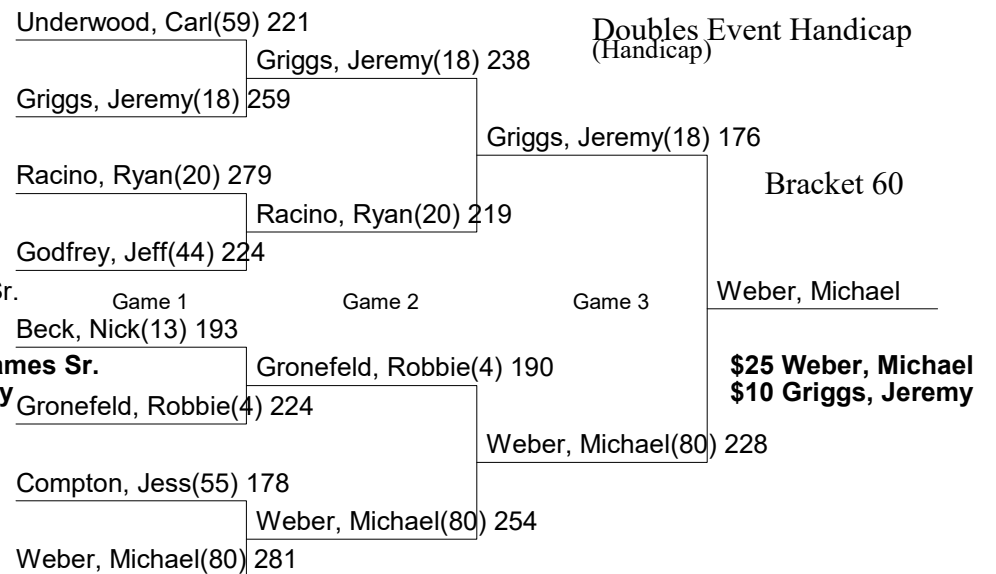 Underwood, Carl(59) 221
Doubles Event Handicap
(Handicap)
Griggs, Jeremy(18) 238
Griggs, Jeremy(18) 259
Griggs, Jeremy(18) 176
Racino, Ryan(20) 279
Bracket 60
Racino, Ryan(20) 219
Godfrey, Jeff(44) 224
Sr.
Game 1
Game 2
Game 3
Weber, Michael
Beck, Nick(13) 193
ames Sr.
Gronefeld, Robbie(4) 190
$25 Weber, Michael
y
$10 Griggs, Jeremy
Gronefeld, Robbie(4) 224
Weber, Michael(80) 228
Compton, Jess(55) 178
Weber, Michael(80) 254
Weber, Michael(80) 281